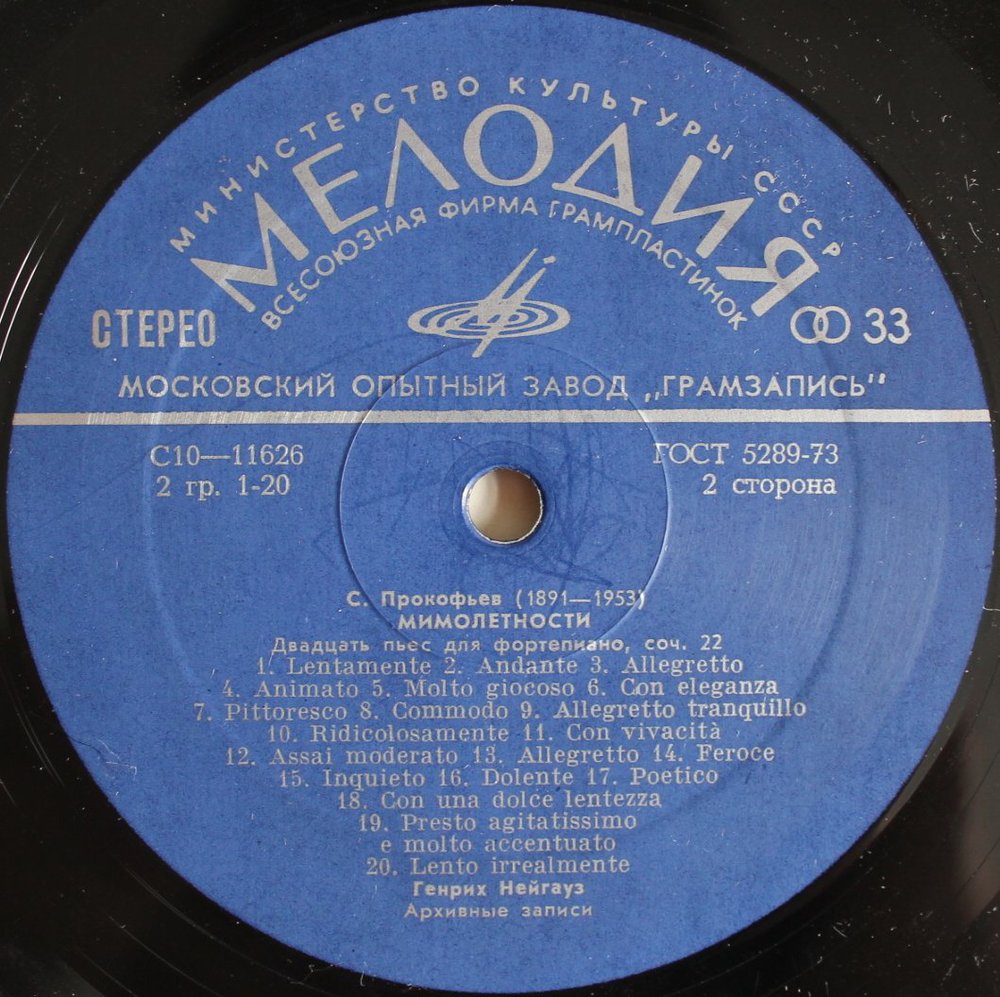 МИНИСТЕРСТВО КУЛЬТУРЫ СССР
МЕЛОДИЯ
ВСЕСОЮЗНАЯ ФИРМА ГРАМПЛАСТИНОК
СТЕРЕО
33
МОСКОВСКИЙ ОПЫТНЫЙ ЗАВОД „ГРАМЗАПИСЬ"
С10—11626
ГОСТ 5289-73
2 гр. 1-20
2 сторона
С. Прокофьев (1891—1953)
МИМОЛЕТНОСТИ
Двадцать пьес для фортепиано, соч. 22
1. Lentamente 2. Andante 3. Allegretto
4. Animato 5. Molto giocoso 6. Con eleganza
7. Pittoresco 8. Commodo 9. Allegretto tranquillo
10. Ridicolosamente 11. Con vivacità
12. Assai moderato 13. Allegretto 14. Feroce
15. Inquieto 16. Dolente 17. Poetico
18. Con una dolce lentezza
19. Presto agitatissimo
e molto accentuato
20. Lento irrealmente
Генрих Нейгауз
Архивные записи